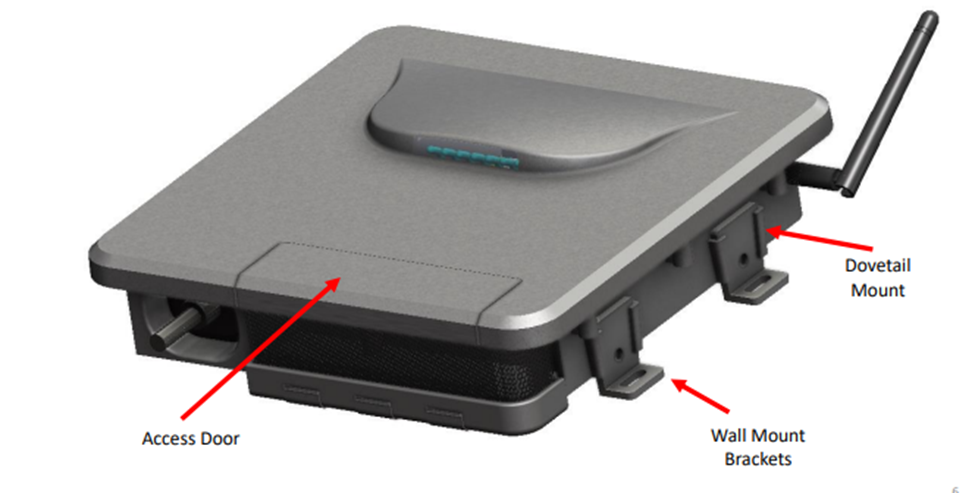 Dovetail
Mount
Access Door
Wall Mount
Brackets
6